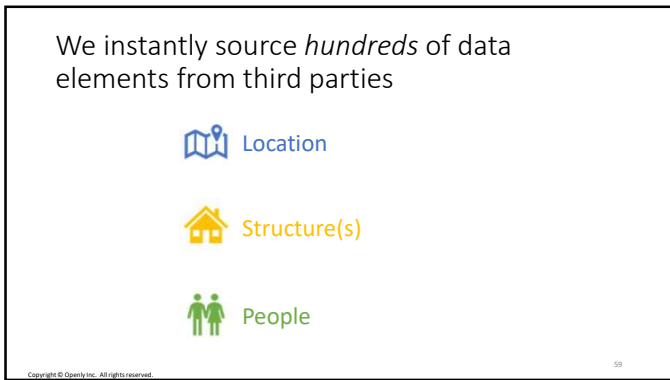 We instantly source hundreds of data
elements from third parties
Location
Structure(s)
People
59
Copyright © Openly Inc. All rights reserved.